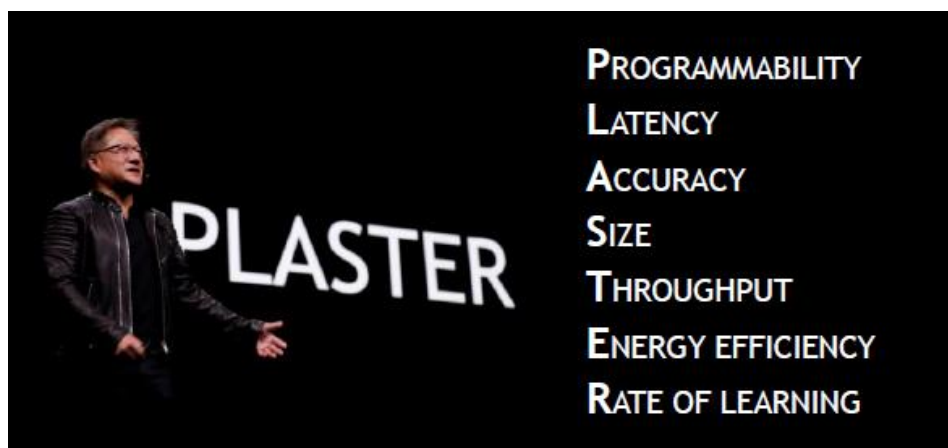 PLASTER
PROGRAMMABILITY
LATENCY
ACCURACY
SIZE
THROUGHPUT
ENERGY EFFICIENCY
RATE OF LEARNING